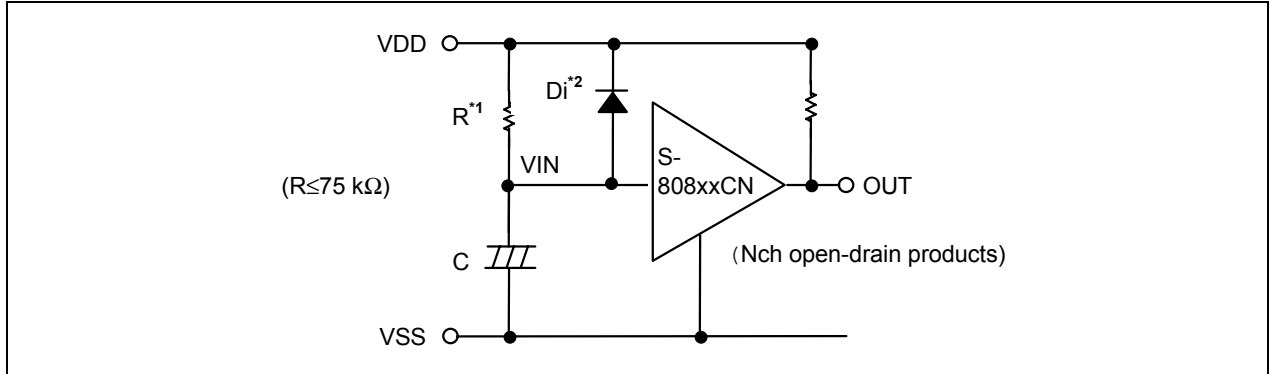 VDD
Di*2
R*1
VIN
S-
808xxCN
(R≤75 kΩ)
OUT
C
(Nch open-drain products)
VSS